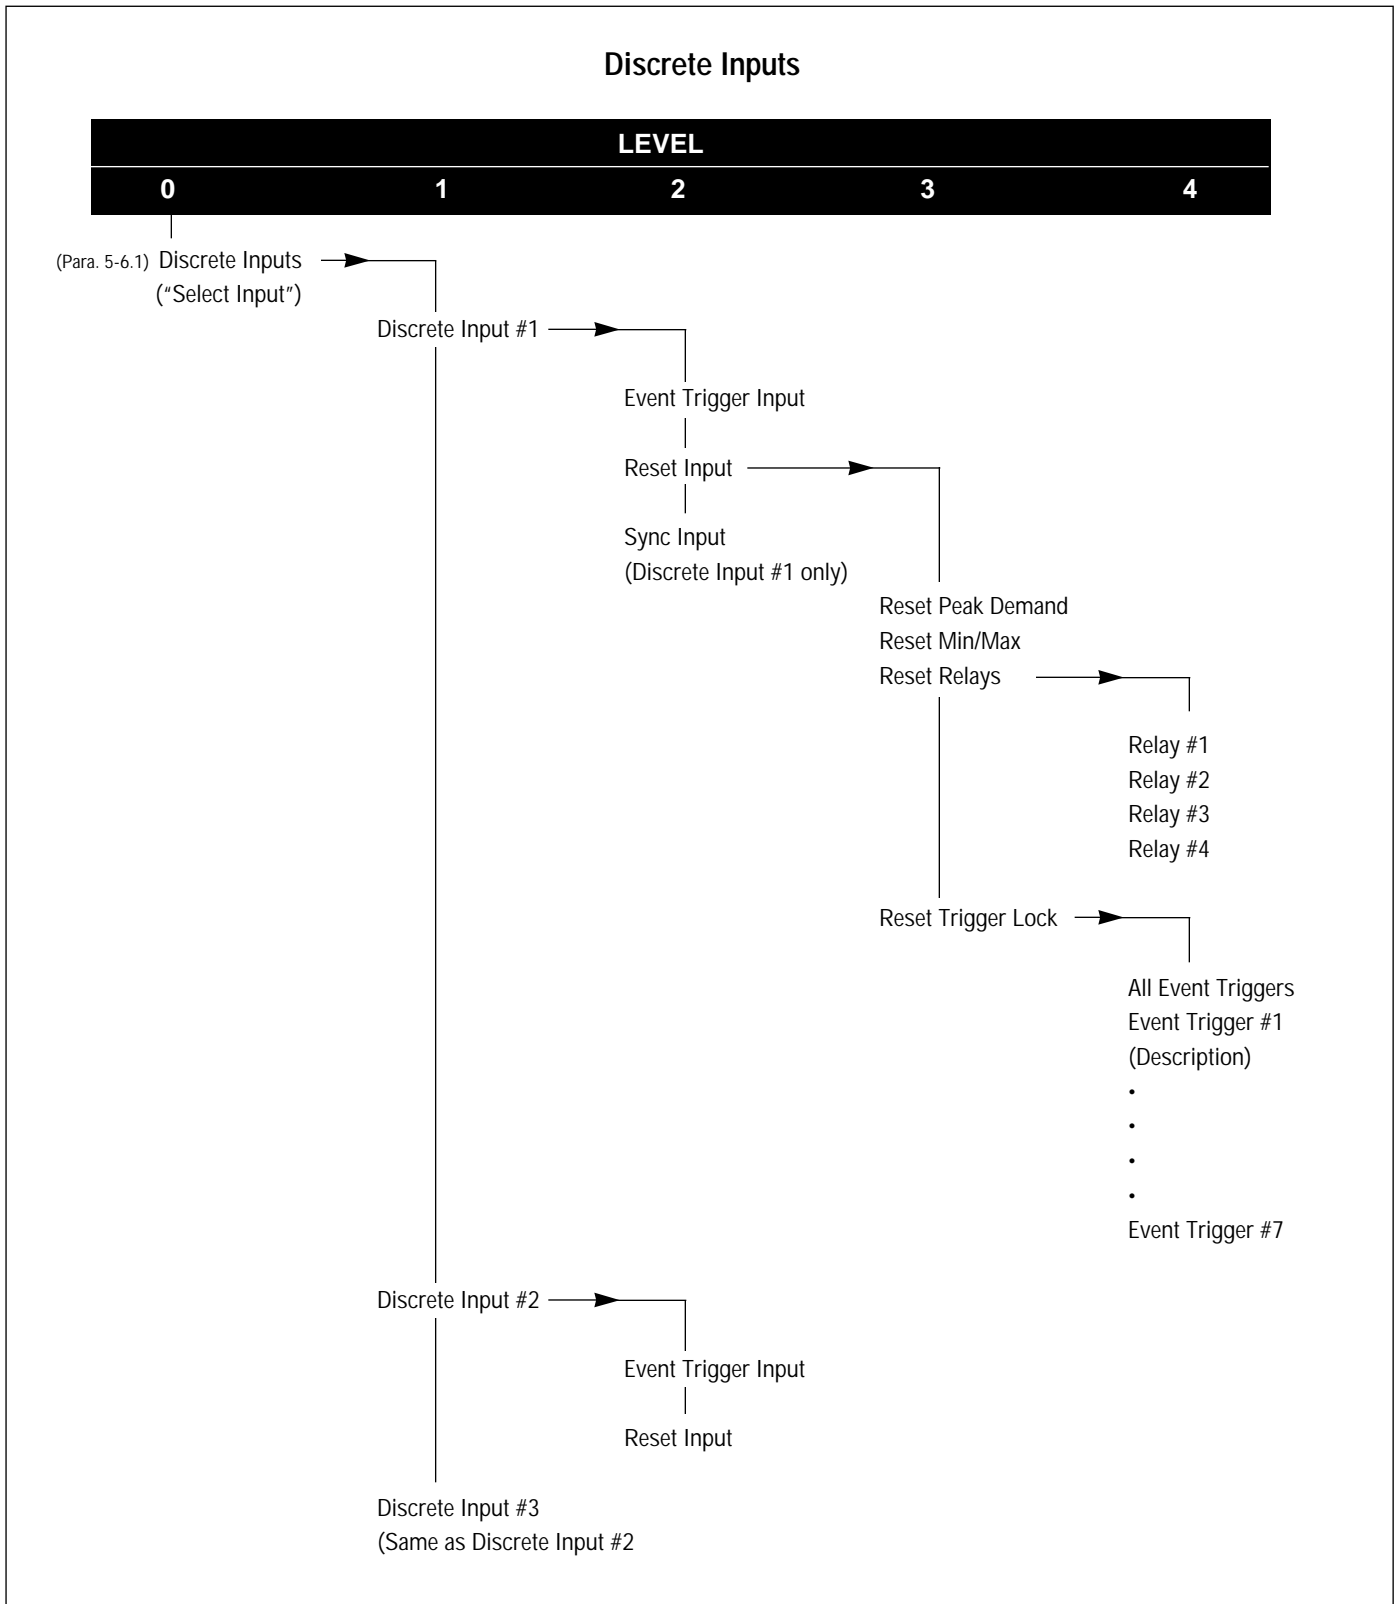 Discrete Inputs
LEVEL
0 1 2 3 4
(Para. 5-6.1) Discrete Inputs
("Select Input")
Discrete Input #1
Event Trigger Input
Reset Input
Sync Input
(Discrete Input #1 only)
Reset Peak Demand
Reset Min/Max
Reset Relays
Relay #1
Relay #2
Relay #3
Relay #4
Reset Trigger Lock
All Event Triggers
Event Trigger #1
(Description)
•
•
•
•
Event Trigger #7
Discrete Input #2
Event Trigger Input
Reset Input
Discrete Input #3
(Same as Discrete Input #2